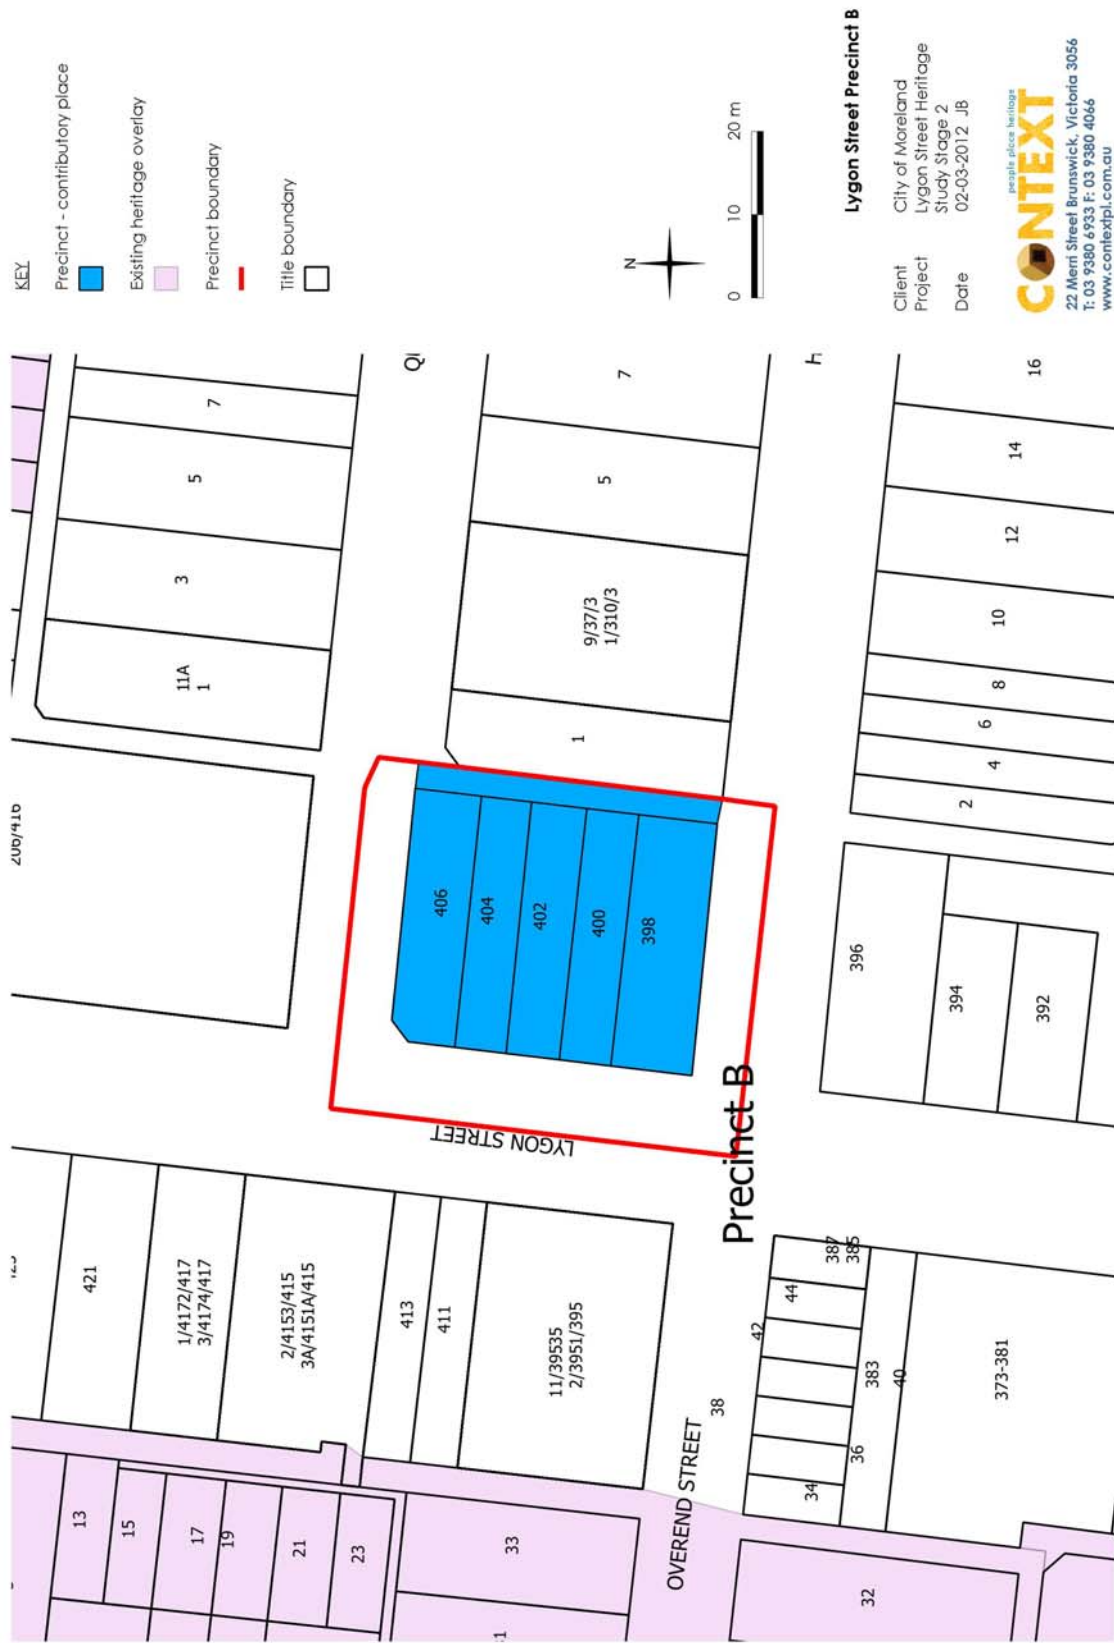 KEY
Precinct - contributory place
Existing heritage overlay
Precinct boundary
Title boundary
N
0 10 20 m
Lygon Street Precinct B
Client City of Moreland
Project Lygon Street Heritage
Study Stage 2
Date 02-03-2012 JB
people place heritage
CONTEXT
22 Merri Street Brunswick, Victoria 3056
T: 03 9380 6933 F: 03 9380 4066
www.contextpl.com.au
206/416
421
1/4172/417
3/4174/417
2/4153/415
3A/4151A/415
413
411
11/39535
2/3951/395
13
15
17
19
21
23
33
32
OVEREND STREET
38
42
44
387
385
383
40
36
34
373-381
LYGON STREET
Precinct B
406
404
402
400
398
396
394
392
11A
1
3
5
7
1
9/37/3
1/310/3
5
7
2
4
6
8
10
12
14
16